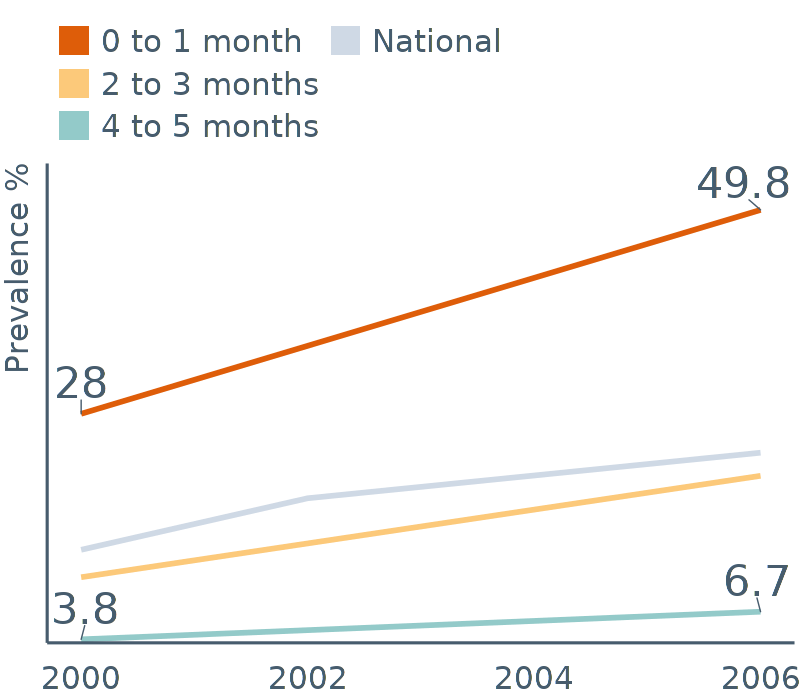 0 to 1 month
National
2 to 3 months
4 to 5 months
Prevalence %
49.8
28
6.7
3.8
2000
2002
2004
2006